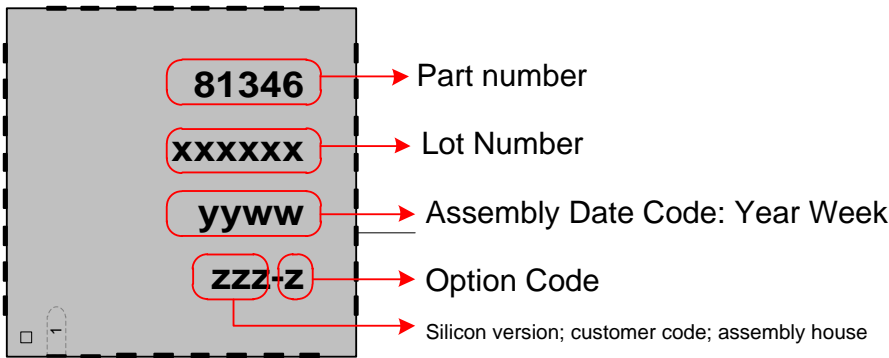 81346
Part number
xxxxxx
Lot Number
yyww
Assembly Date Code: Year Week
zzz-z
Option Code
Silicon version; customer code; assembly house
1